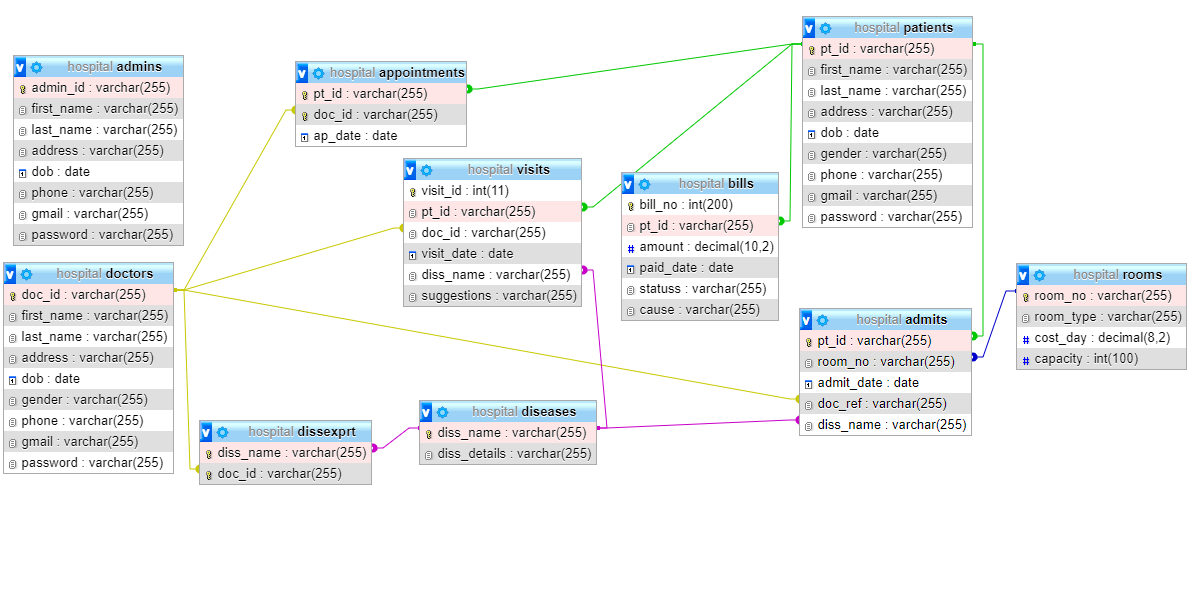 hospital admins
admin_id : varchar(255)
first_name : varchar(255)
last_name : varchar(255)
address : varchar(255)
dob : date
phone : varchar(255)
gmail : varchar(255)
password : varchar(255)
hospital doctors
doc_id : varchar(255)
first_name : varchar(255)
last_name : varchar(255)
address : varchar(255)
dob : date
gender : varchar(255)
phone : varchar(255)
gmail : varchar(255)
password : varchar(255)
hospital appointments
pt_id : varchar(255)
doc_id : varchar(255)
ap_date : date
hospital visits
visit_id : int(11)
pt_id : varchar(255)
doc_id : varchar(255)
visit_date : date
diss_name : varchar(255)
suggestions : varchar(255)
hospital dissexprt
diss_name : varchar(255)
doc_id : varchar(255)
hospital diseases
diss_name : varchar(255)
diss_details : varchar(255)
hospital bills
bill_no : int(200)
pt_id : varchar(255)
amount : decimal(10,2)
paid_date : date
statuss : varchar(255)
cause : varchar(255)
hospital patients
pt_id : varchar(255)
first_name : varchar(255)
last_name : varchar(255)
address : varchar(255)
dob : date
gender : varchar(255)
phone : varchar(255)
gmail : varchar(255)
password : varchar(255)
hospital admits
pt_id : varchar(255)
room_no : varchar(255)
admit_date : date
doc_ref : varchar(255)
diss_name : varchar(255)
hospital rooms
room_no : varchar(255)
room_type : varchar(255)
cost_day : decimal(8,2)
capacity : int(100)